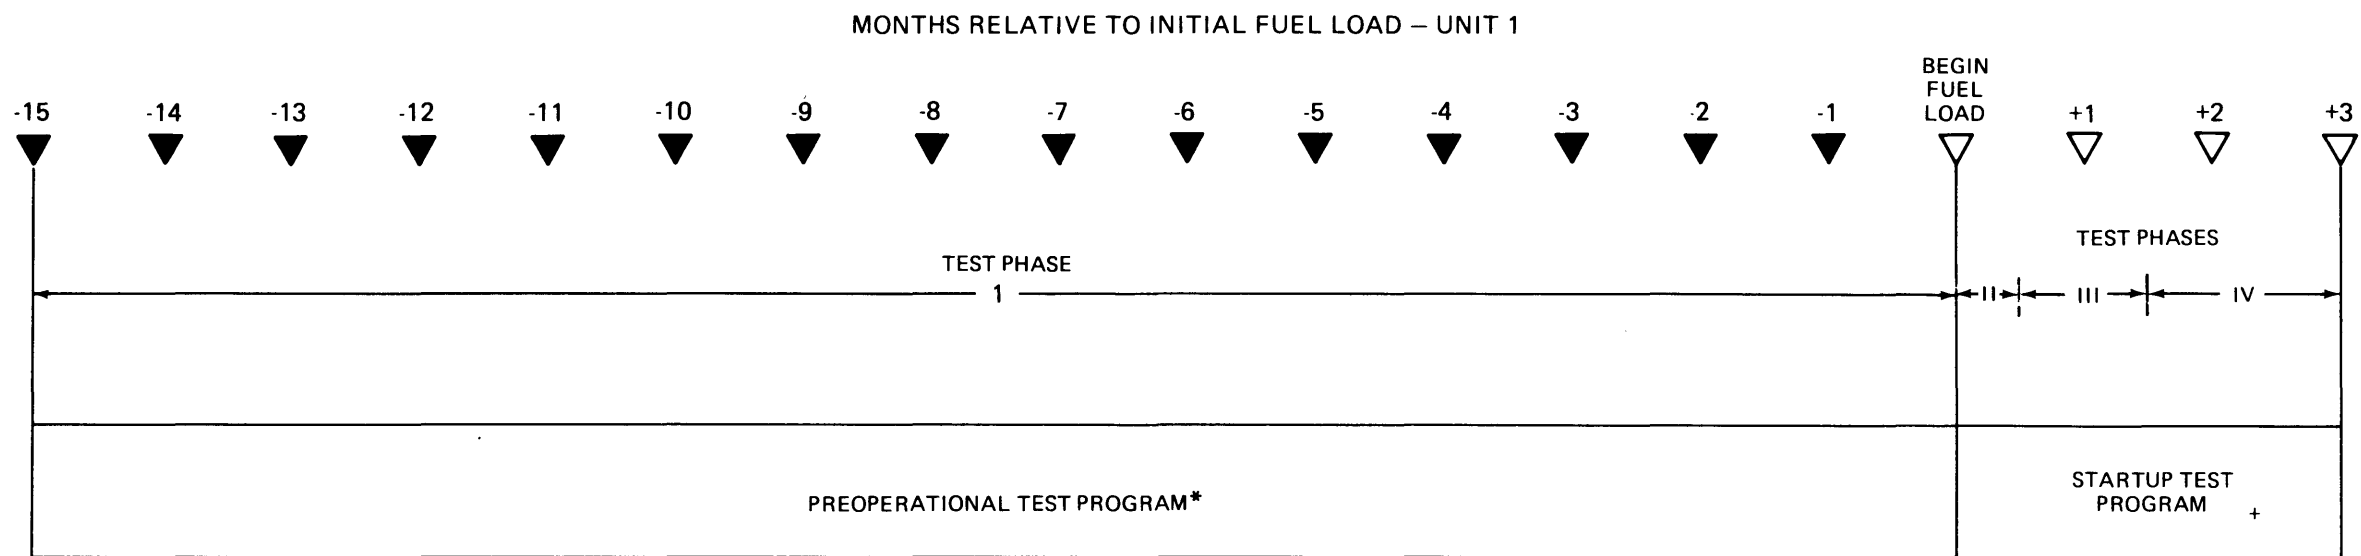 MONTHS RELATIVE TO INITIAL FUEL LOAD – UNIT 1
BEGIN
FUEL
LOAD
-15 -14 -13 -12 -11 -10 -9 -8 -7 -6 -5 -4 -3 -2 -1 +1 +2 +3
TEST PHASES
TEST PHASE
1 II III IV
PREOPERATIONAL TEST PROGRAM*
STARTUP TEST
PROGRAM +